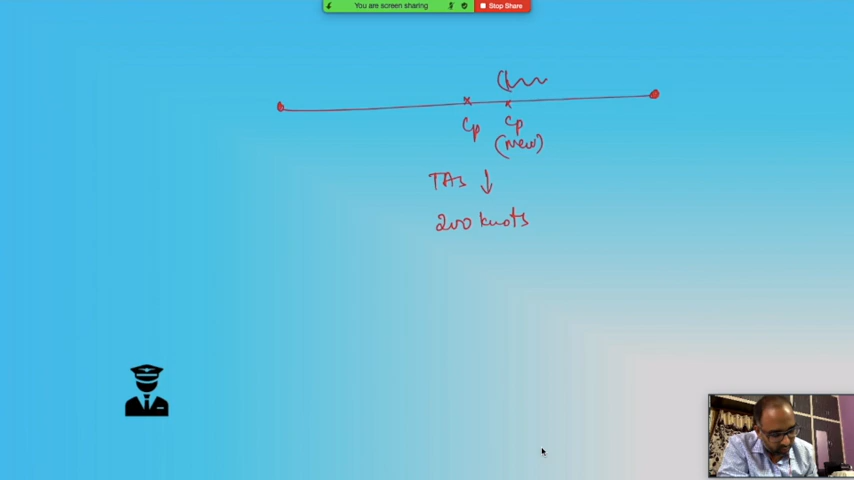 You are screen sharing
Stop Share
Cp Cp
(New)
TAS ↓
200 knots